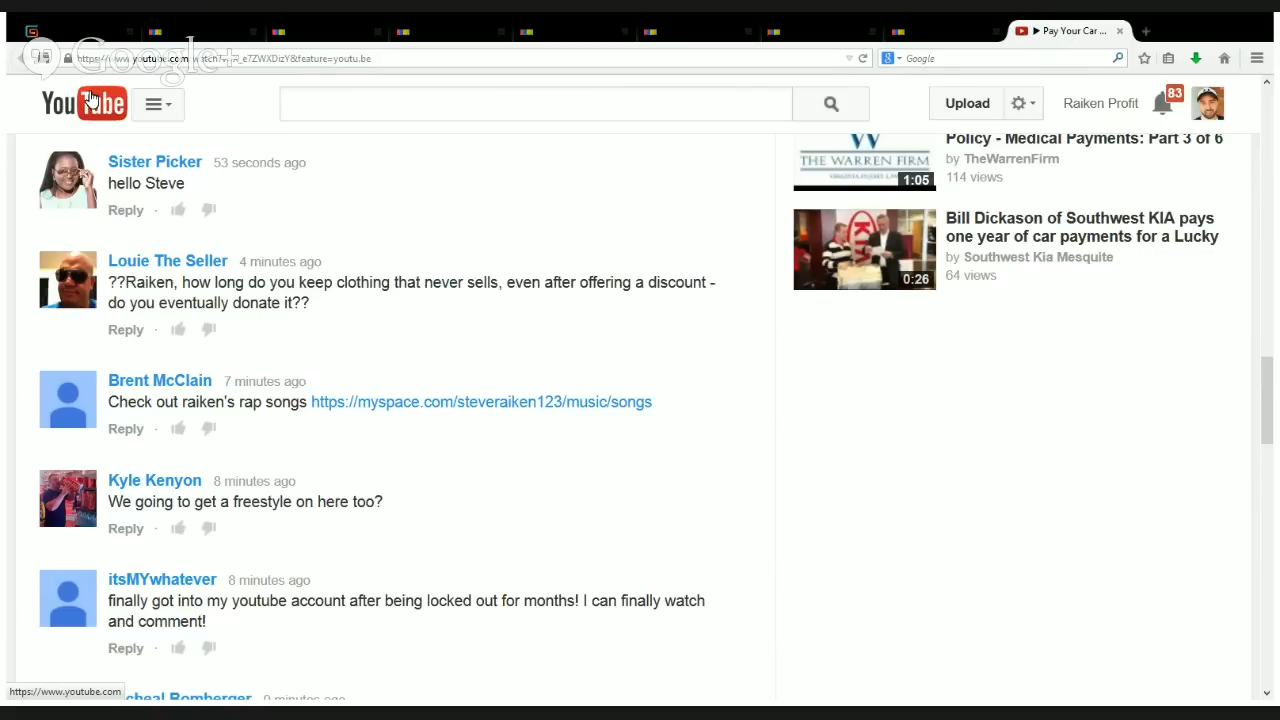 ▶ Pay Your Car ...
Google+
https://www.youtube.com
_e7ZWXDizY&feature=youtu.be
Google
YouTube
Upload
Raiken Profit
83
Sister Picker 53 seconds ago
hello Steve
Reply ·
Louie The Seller 4 minutes ago
??Raiken, how long do you keep clothing that never sells, even after offering a discount -
do you eventually donate it??
Reply ·
Brent McClain 7 minutes ago
Check out raiken's rap songs https://myspace.com/steveraiken123/music/songs
Reply ·
Kyle Kenyon 8 minutes ago
We going to get a freestyle on here too?
Reply ·
itsMYwhatever 8 minutes ago
finally got into my youtube account after being locked out for months! I can finally watch
and comment!
Reply ·
cheal Bomberger 9 minutes ago
https://www.youtube.com
Policy - Medical Payments: Part 3 of 6
by TheWarrenFirm
114 views
THE WARREN FIRM
1:05
Bill Dickason of Southwest KIA pays
one year of car payments for a Lucky
by Southwest Kia Mesquite
64 views
KIA
0:26